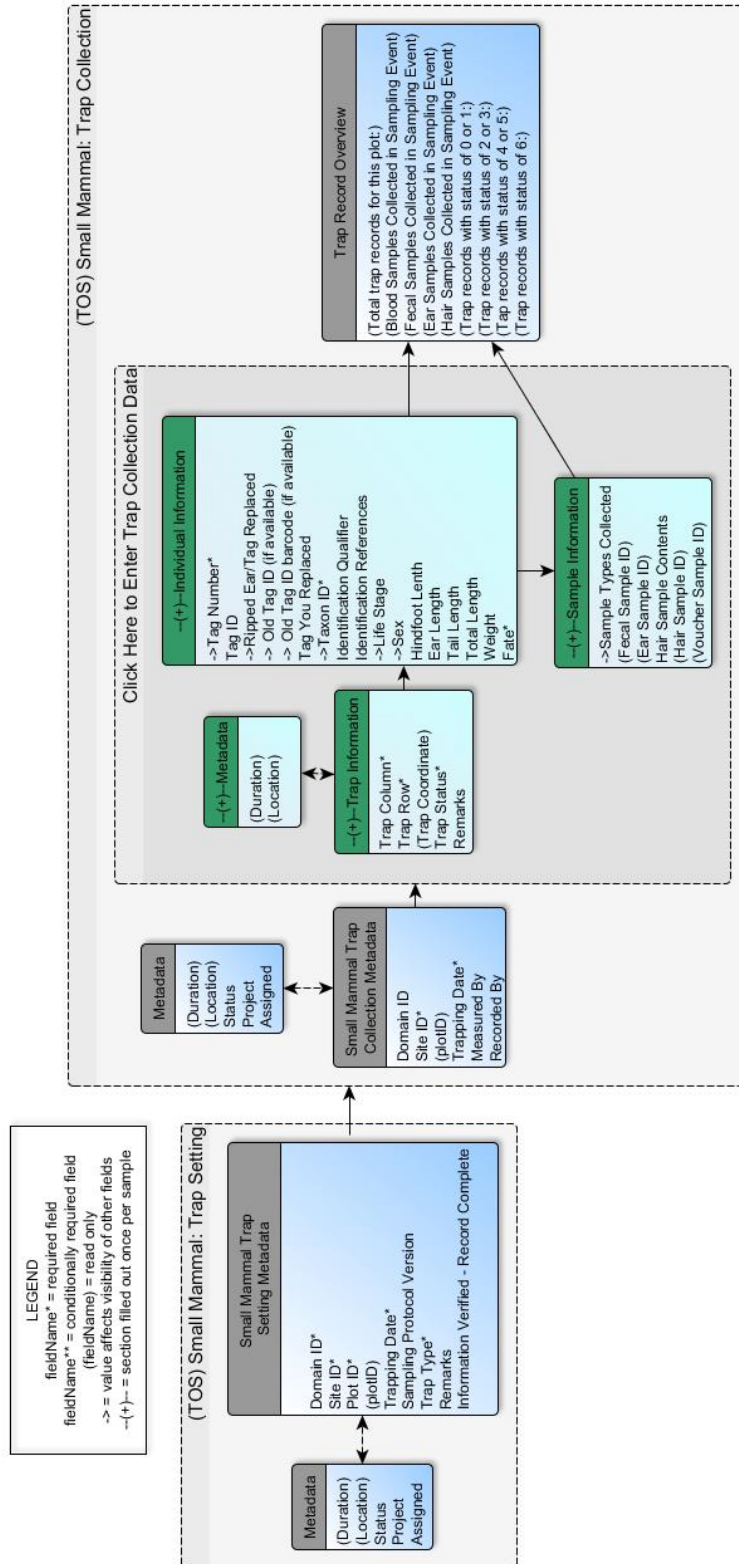 LEGEND
fieldName* = required field
fieldName** = conditionally required field
(fieldName) = read only
-> = value affects visibility of other fields
--(+)-- = section filled out once per sample
(TOS) Small Mammal: Trap Setting
Metadata
(Duration)
(Location)
Status
Project
Assigned
Small Mammal Trap
Setting Metadata
Domain ID*
Site ID*
Plot ID*
(plotID)
Trapping Date*
Sampling Protocol Version
Trap Type*
Remarks
Information Verified - Record Complete
(TOS) Small Mammal: Trap Collection
Metadata
(Duration)
(Location)
Status
Project
Assigned
Small Mammal Trap
Collection Metadata
Domain ID
Site ID*
(plotID)
Trapping Date*
Measured By
Recorded By
Click Here to Enter Trap Collection Data
--(+)--Metadata
(Duration)
(Location)
--(+)--Trap Information
Trap Column*
Trap Row*
(Trap Coordinate)
Trap Status*
Remarks
--(+)--Individual Information
->Tag Number*
Tag ID
->Ripped Ear/Tag Replaced
-> Old Tag ID (if available)
-> Old Tag ID barcode (if available)
Tag You Replaced
->Taxon ID*
Identification Qualifier
Identification References
->Life Stage
->Sex
Hindfoot Lenth
Ear Length
Tail Length
Total Length
Weight
Fate*
--(+)--Sample Information
->Sample Types Collected
(Fecal Sample ID)
(Ear Sample ID)
Hair Sample Contents
(Hair Sample ID)
(Voucher Sample ID)
Trap Record Overview
(Total trap records for this plot:)
(Blood Samples Collected in Sampling Event)
(Fecal Samples Collected in Sampling Event)
(Ear Samples Collected in Sampling Event)
(Hair Samples Collected in Sampling Event)
(Trap records with status of 0 or 1:)
(Trap records with status of 2 or 3:)
(Tap records with status of 4 or 5:)
(Trap records with status of 6:)